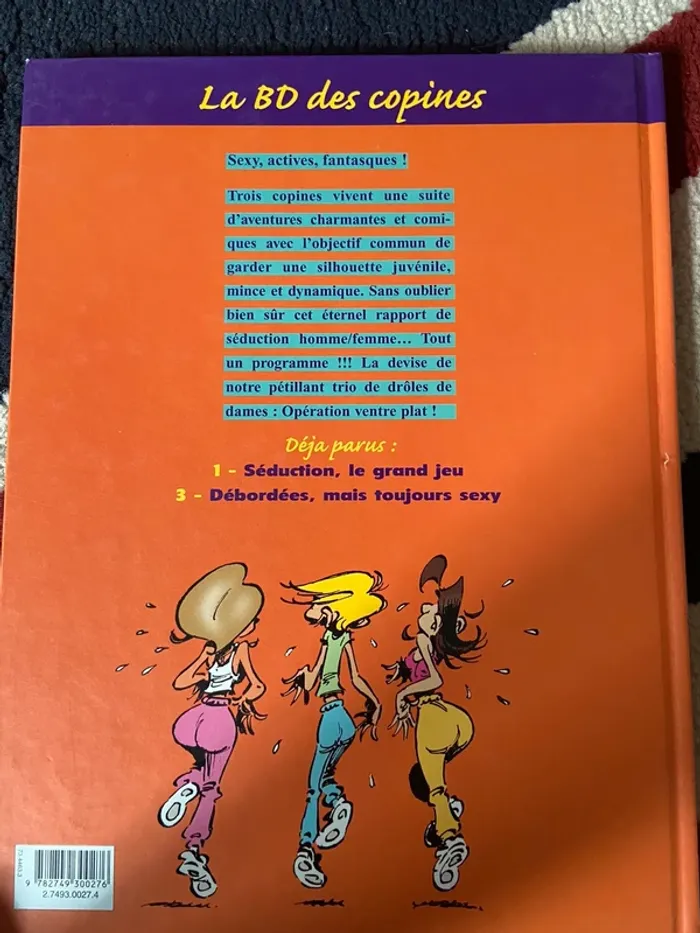 La BD des copines
Sexy, actives, fantasques !
Trois copines vivent une suite
d'aventures charmantes et comi-
ques avec l'objectif commun de
garder une silhouette juvénile,
mince et dynamique. Sans oublier
bien sûr cet éternel rapport de
séduction homme/femme... Tout
un programme !!! La devise de
notre pétillant trio de drôles de
dames : Opération ventre plat !
Déja parus :
1 - Séduction, le grand jeu
3 - Débordées, mais toujours sexy
9 782749 300276
2.7493.0027.4